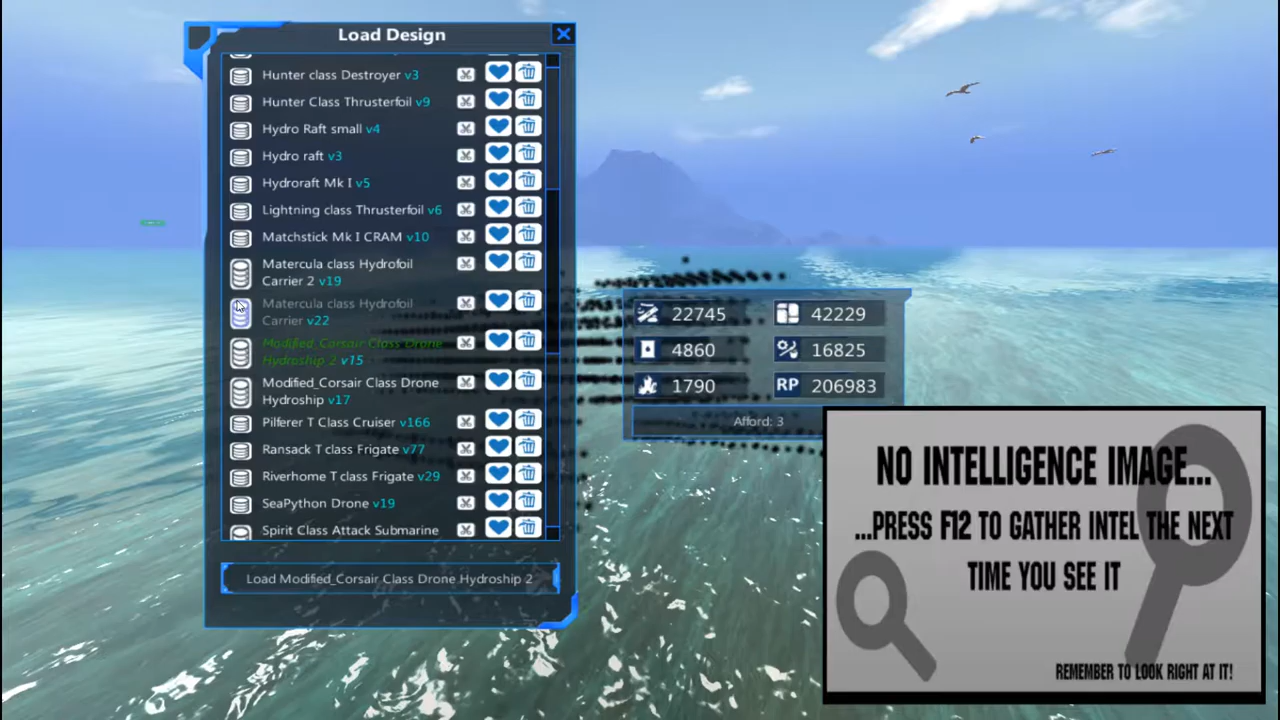 Load Design
Hunter class Destroyer v3
Hunter Class Thrusterfoil v9
Hydro Raft small v4
Hydro raft v3
Hydroraft Mk I v5
Lightning class Thrusterfoil v6
Matchstick Mk I CRAM v10
Matercula class Hydrofoil
Carrier 2 v19
Matercula class Hydrofoil
Carrier v22
Modified_Corsair Class Drone
Hydroship 2 v15
Modified_Corsair Class Drone
Hydroship v17
Pilferer T Class Cruiser v166
Ransack T class Frigate v77
Riverhome T class Frigate v29
SeaPython Drone v19
Spirit Class Attack Submarine
Load Modified_Corsair Class Drone Hydroship 2
22745 42229
4860 16825
1790 RP 206983
Afford: 3
NO INTELLIGENCE IMAGE...
...PRESS F12 TO GATHER INTEL THE NEXT
TIME YOU SEE IT
REMEMBER TO LOOK RIGHT AT IT!